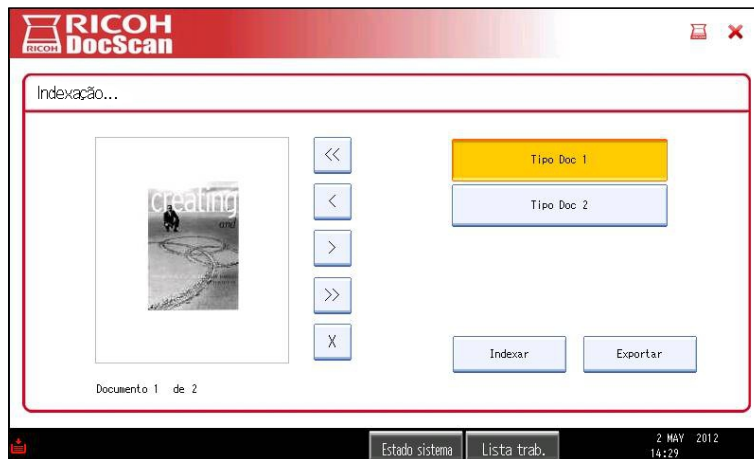 RICOH
RICOH DocScan
Indexação...
<<
Tipo Doc 1
<
creating
and
Tipo Doc 2
>
>>
X
Indexar Exportar
Documento 1 de 2
Estado sistema Lista trab.
2 MAY 2012
14:29